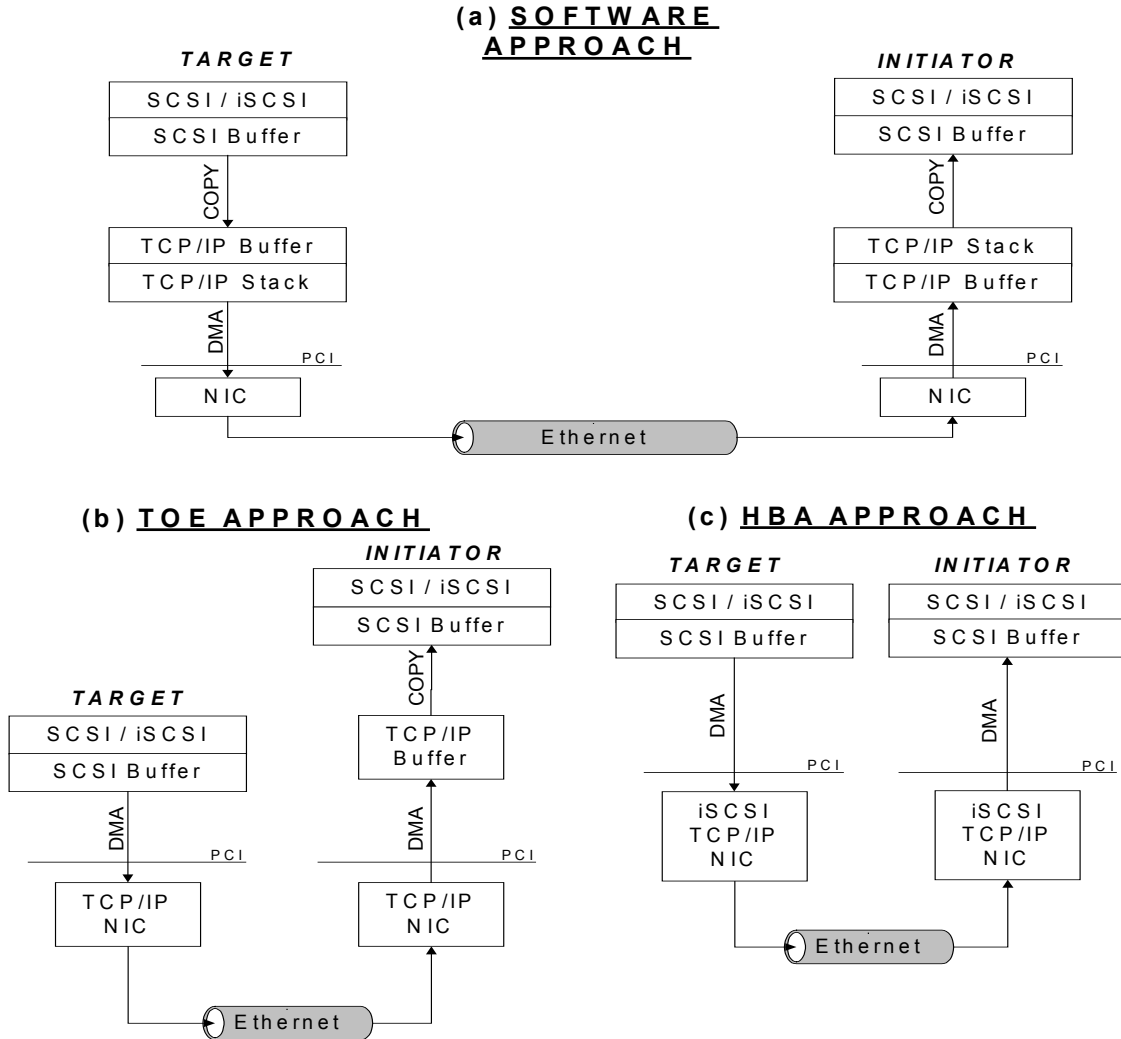 (a) SOFTWARE
APPROACH
TARGET
SCSI / iSCSI
SCSI Buffer
COPY
TCP/IP Buffer
TCP/IP Stack
DMA
PCI
NIC
Ethernet
INITIATOR
SCSI / iSCSI
SCSI Buffer
COPY
TCP/IP Stack
TCP/IP Buffer
DMA
PCI
NIC
(b) TOE APPROACH
TARGET
SCSI / iSCSI
SCSI Buffer
DMA
PCI
TCP/IP
NIC
Ethernet
INITIATOR
SCSI / iSCSI
SCSI Buffer
COPY
TCP/IP
Buffer
DMA
TCP/IP
NIC
(c) HBA APPROACH
TARGET
SCSI / iSCSI
SCSI Buffer
DMA
PCI
iSCSI
TCP/IP
NIC
Ethernet
INITIATOR
SCSI / iSCSI
SCSI Buffer
DMA
PCI
iSCSI
TCP/IP
NIC